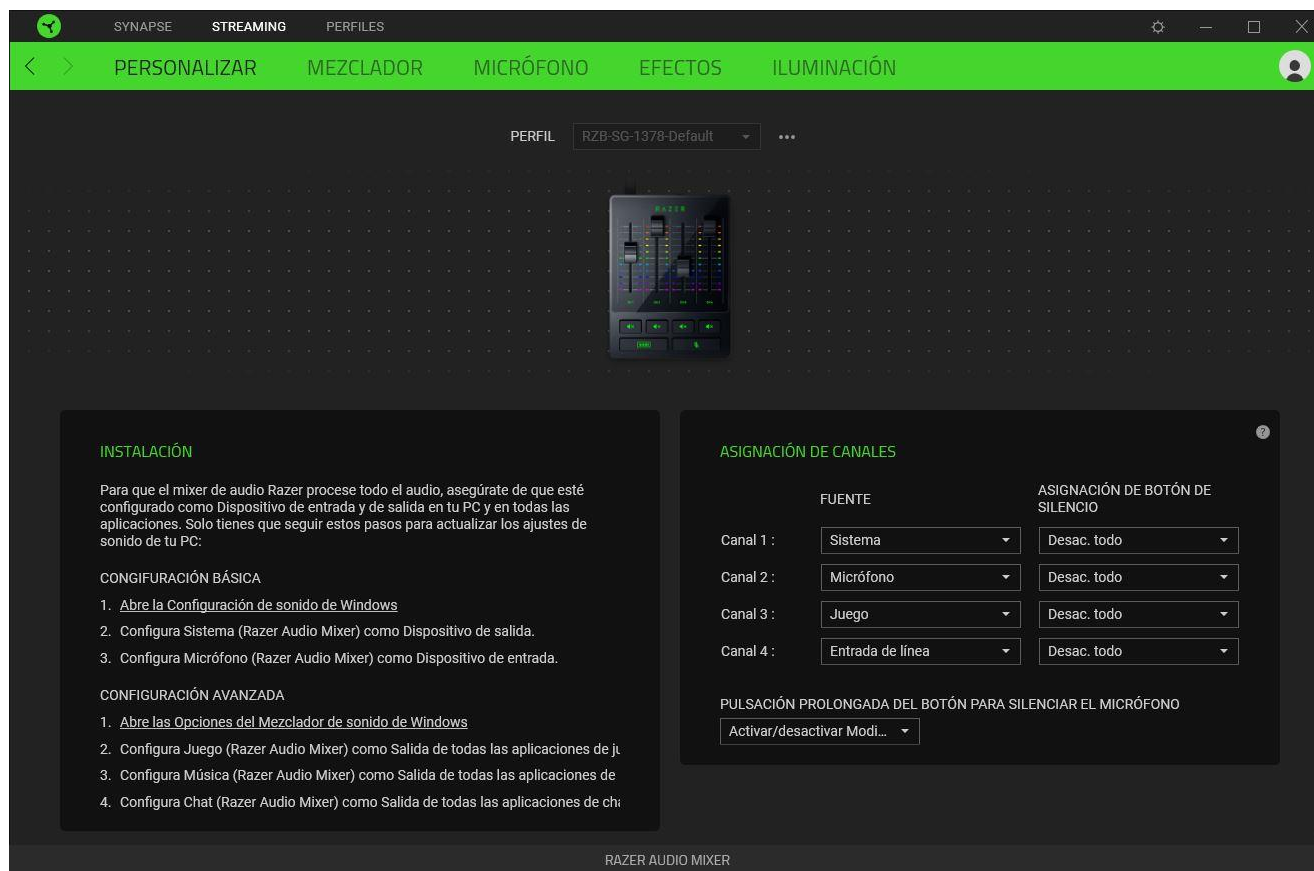 SYNAPSE STREAMING PERFILES
PERSONALIZAR MEZCLADOR MICRÓFONO EFECTOS ILUMINACIÓN
PERFIL RZB-SG-1378-Default
RAZER
INSTALACIÓN
Para que el mixer de audio Razer procese todo el audio, asegúrate de que esté
configurado como Dispositivo de entrada y de salida en tu PC y en todas las
aplicaciones. Solo tienes que seguir estos pasos para actualizar los ajustes de
sonido de tu PC:
CONGIFURACIÓN BÁSICA
1. Abre la Configuración de sonido de Windows
2. Configura Sistema (Razer Audio Mixer) como Dispositivo de salida.
3. Configura Micrófono (Razer Audio Mixer) como Dispositivo de entrada.
CONFIGURACIÓN AVANZADA
1. Abre las Opciones del Mezclador de sonido de Windows
2. Configura Juego (Razer Audio Mixer) como Salida de todas las aplicaciones de ju
3. Configura Música (Razer Audio Mixer) como Salida de todas las aplicaciones de
4. Configura Chat (Razer Audio Mixer) como Salida de todas las aplicaciones de cha
ASIGNACIÓN DE CANALES
?
FUENTE
ASIGNACIÓN DE BOTÓN DE
SILENCIO
Canal 1 : Sistema Desac. todo
Canal 2 : Micrófono Desac. todo
Canal 3 : Juego Desac. todo
Canal 4 : Entrada de línea Desac. todo
PULSACIÓN PROLONGADA DEL BOTÓN PARA SILENCIAR EL MICRÓFONO
Activar/desactivar Modi...
RAZER AUDIO MIXER